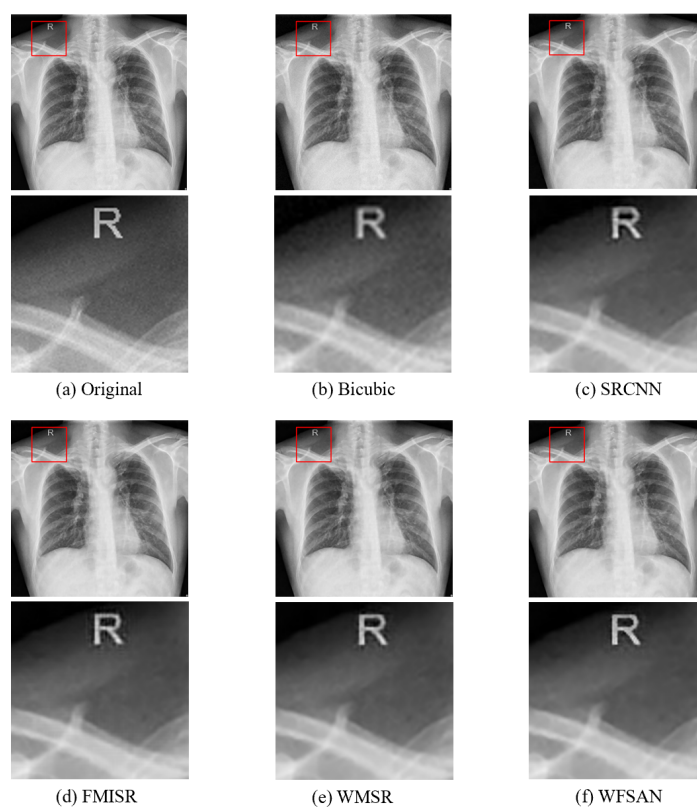 R R R
R R R
(a) Original (b) Bicubic (c) SRCNN
R R R
R R R
(d) FMISR (e) WMSR (f) WFSAN